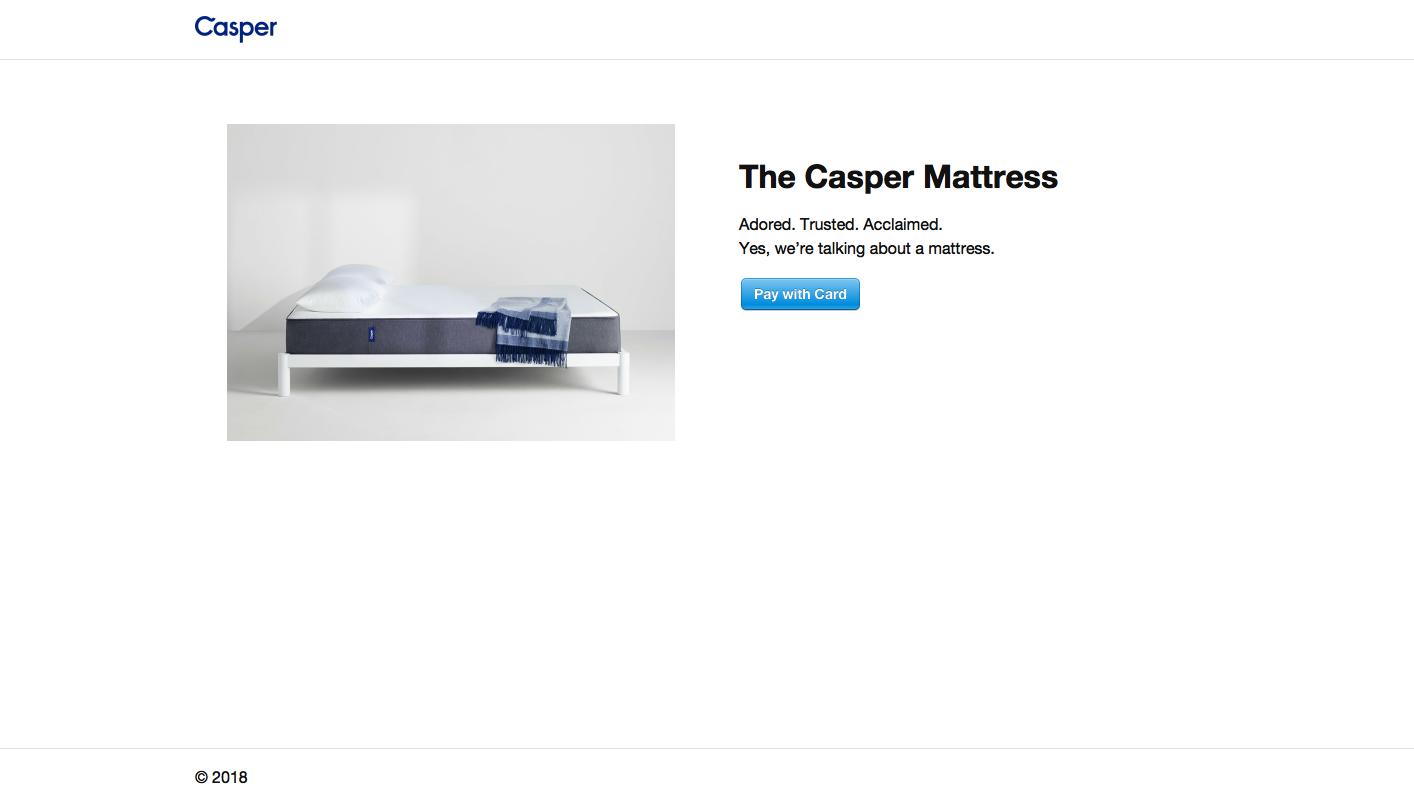 Casper
The Casper Mattress
Adored. Trusted. Acclaimed.
Yes, we’re talking about a mattress.
Pay with Card
© 2018